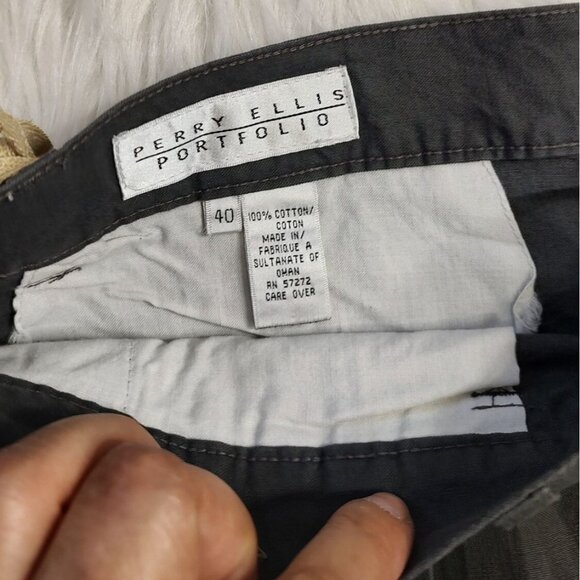 PERRY ELLIS
PORTFOLIO
40
100% COTTON/
COTON
MADE IN/
FABRIQUE A
SULTANATE OF
OMAN
RN 57272
CARE OVER